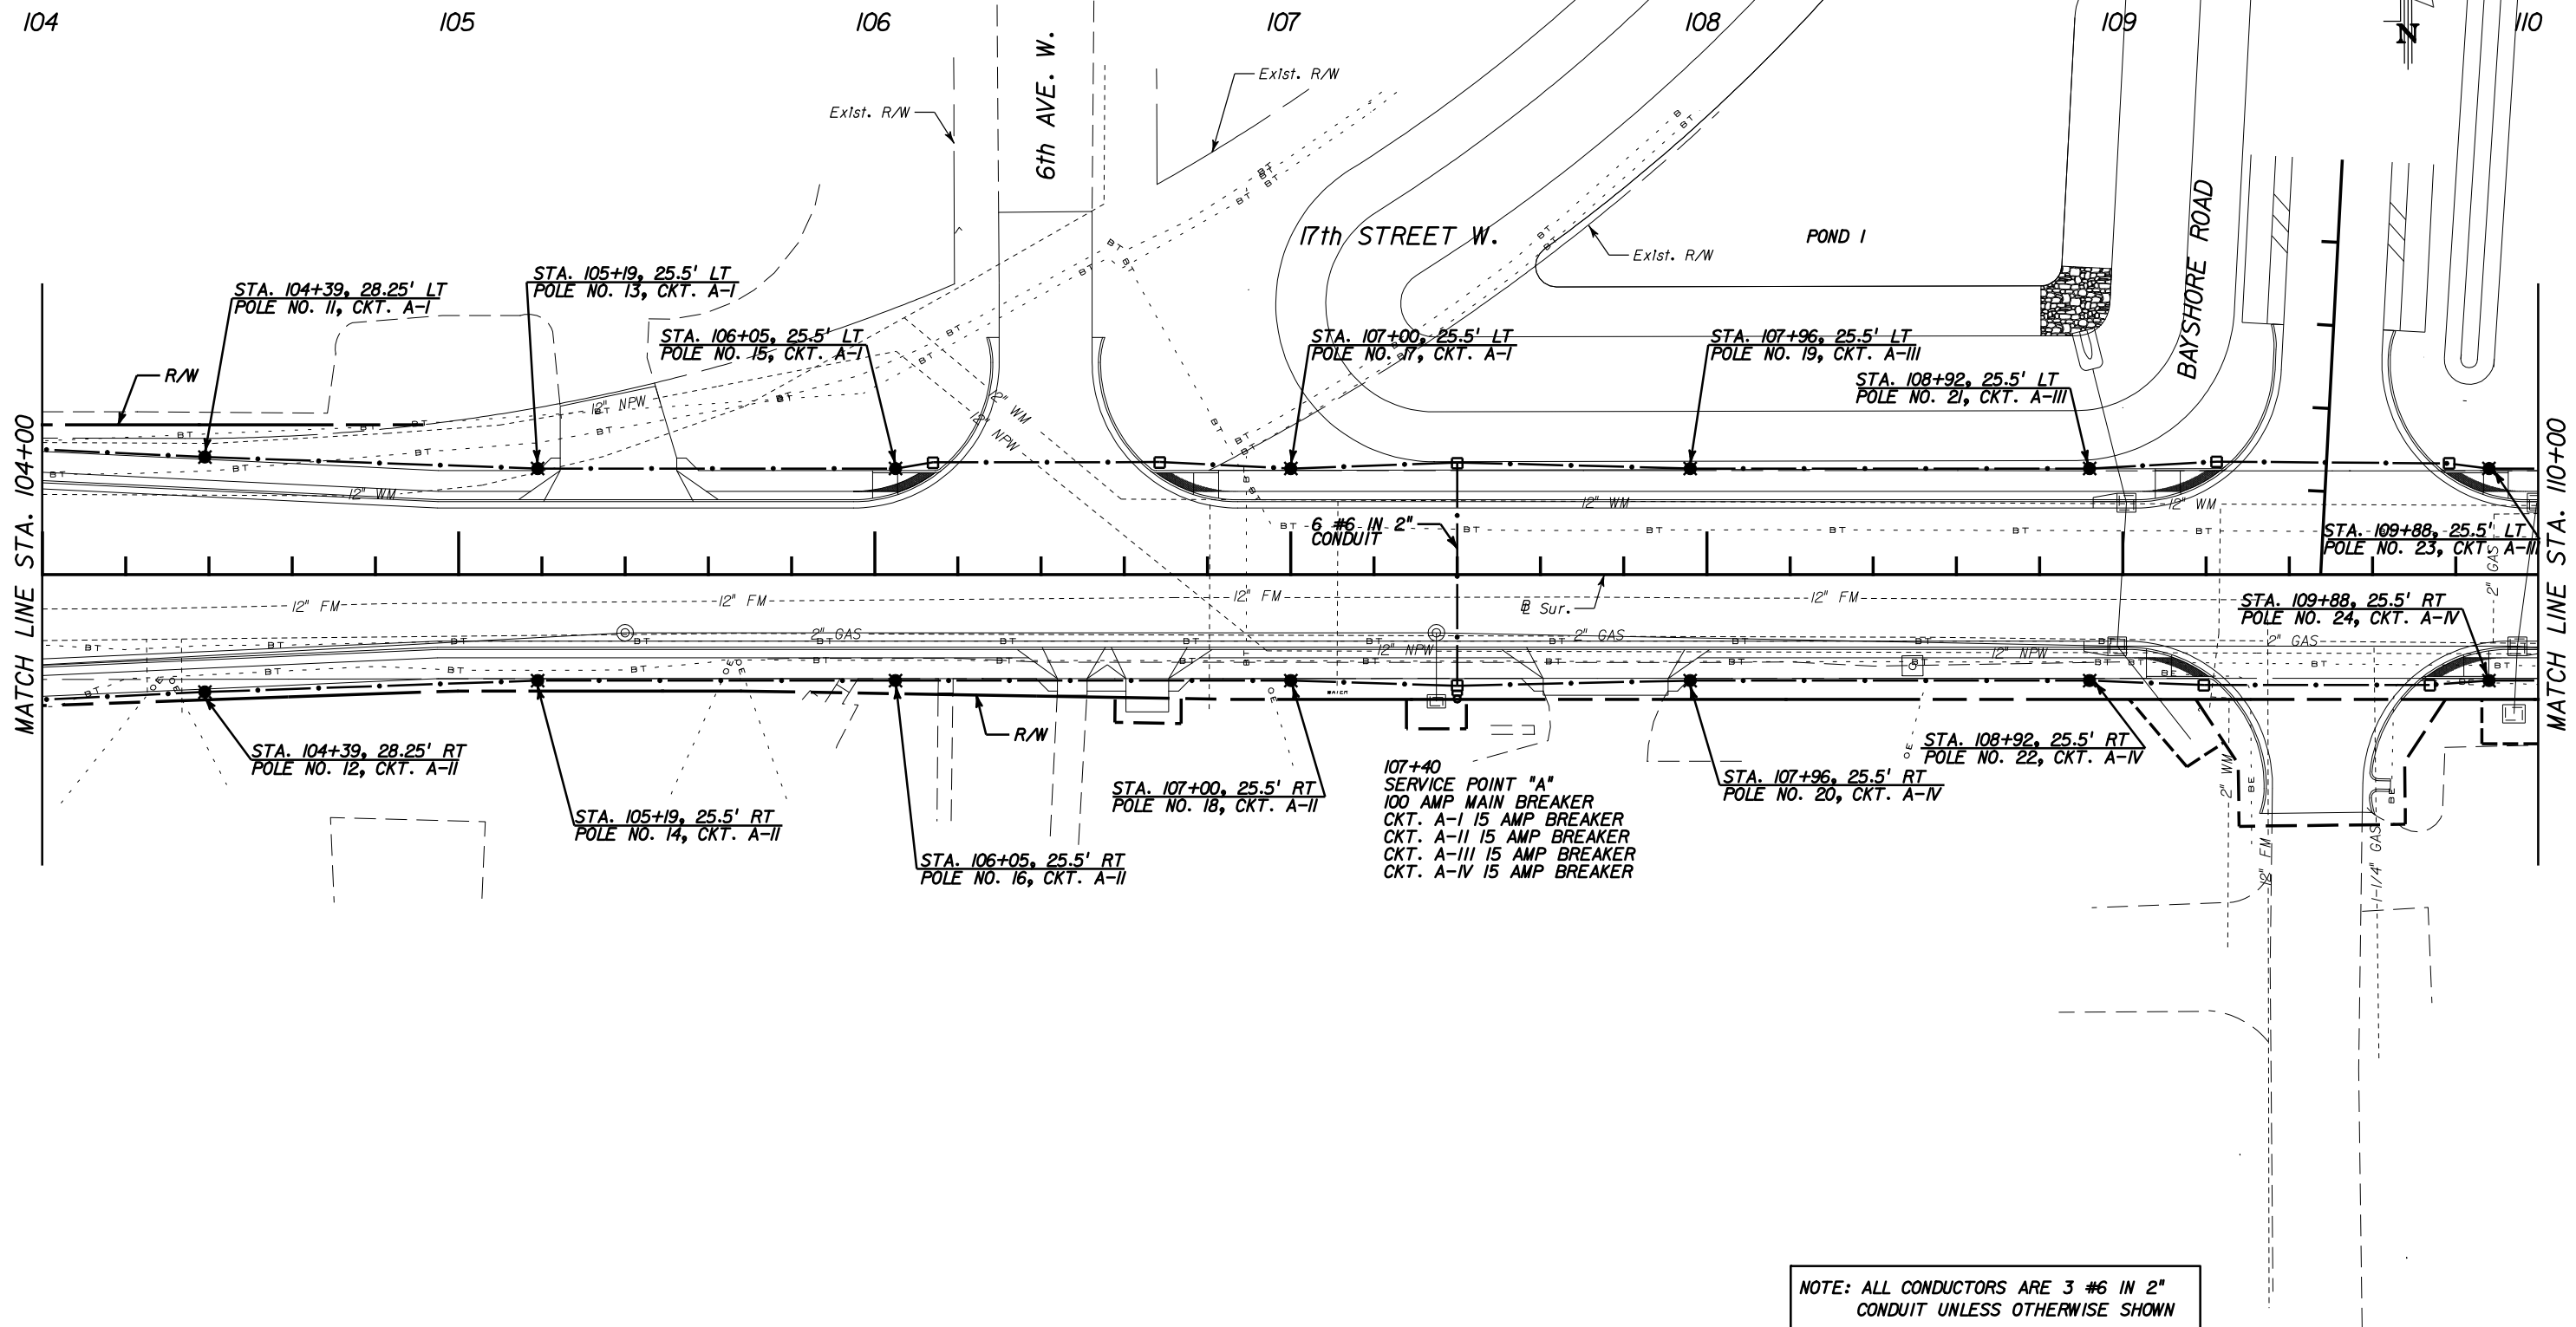 104
105
106
107
108
109
110
N
6th AVE. W.
Exist. R/W
Exist. R/W
17th STREET W.
Exist. R/W
POND 1
BAYSHORE ROAD
STA. 104+39, 28.25' LT
POLE NO. 11, CKT. A-I
STA. 105+19, 25.5' LT
POLE NO. 13, CKT. A-I
STA. 106+05, 25.5' LT
POLE NO. 15, CKT. A-I
STA. 107+00, 25.5' LT
POLE NO. 17, CKT. A-I
STA. 107+96, 25.5' LT
POLE NO. 19, CKT. A-III
STA. 108+92, 25.5' LT
POLE NO. 21, CKT. A-III
R/W
12" NPW
12" WM
12" NPW
12" WM
12" WM
12" WM
MATCH LINE STA. 104+00
MATCH LINE STA. 110+00
6 #6 IN 2"
CONDUIT
STA. 109+88, 25.5' LT
POLE NO. 23, CKT. A-III
2" GAS
12" FM
12" FM
12" FM
12" FM
B Sur.
STA. 109+88, 25.5' RT
POLE NO. 24, CKT. A-IV
2" GAS
2" GAS
2" GAS
12" NPW
12" NPW
R/W
STA. 104+39, 28.25' RT
POLE NO. 12, CKT. A-II
STA. 105+19, 25.5' RT
POLE NO. 14, CKT. A-II
STA. 106+05, 25.5' RT
POLE NO. 16, CKT. A-II
STA. 107+00, 25.5' RT
POLE NO. 18, CKT. A-II
107+40
SERVICE POINT "A"
100 AMP MAIN BREAKER
CKT. A-I 15 AMP BREAKER
CKT. A-II 15 AMP BREAKER
CKT. A-III 15 AMP BREAKER
CKT. A-IV 15 AMP BREAKER
STA. 107+96, 25.5' RT
POLE NO. 20, CKT. A-IV
STA. 108+92, 25.5' RT
POLE NO. 22, CKT. A-IV
2" WM
12" FM
1-1/4" GAS
NOTE: ALL CONDUCTORS ARE 3 #6 IN 2"
CONDUIT UNLESS OTHERWISE SHOWN